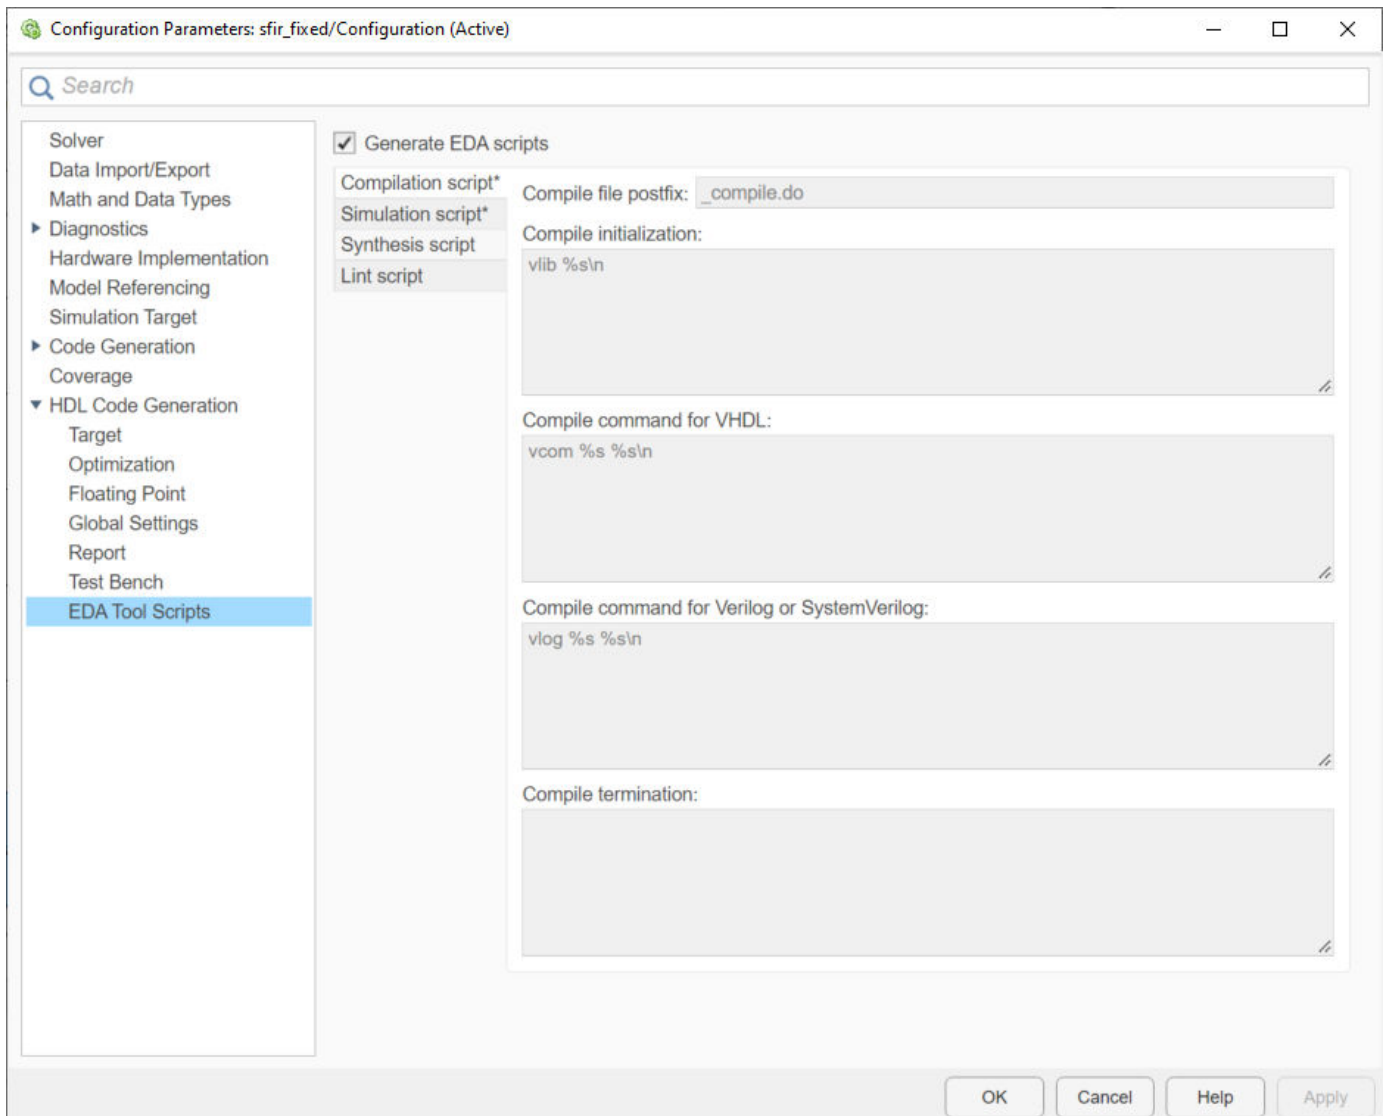 Configuration Parameters: sfir_fixed/Configuration (Active)
Search
Solver
Data Import/Export
Math and Data Types
Diagnostics
Hardware Implementation
Model Referencing
Simulation Target
Code Generation
Coverage
HDL Code Generation
Target
Optimization
Floating Point
Global Settings
Report
Test Bench
EDA Tool Scripts
Generate EDA scripts
Compilation script*
Simulation script*
Synthesis script
Lint script
Compile file postfix: _compile.do
Compile initialization:
vlib %s\n
Compile command for VHDL:
vcom %s %s\n
Compile command for Verilog or SystemVerilog:
vlog %s %s\n
Compile termination:
OK Cancel Help Apply